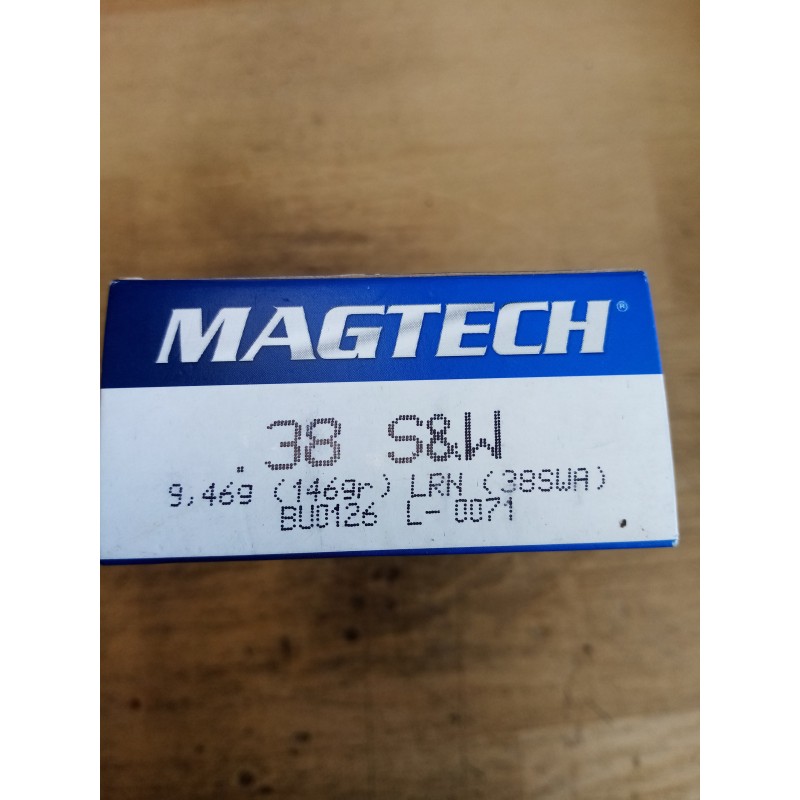 MAGTECH®
.38 S&W
9,46g (146gr) LRN (38SWA)
BU0126 L-0071